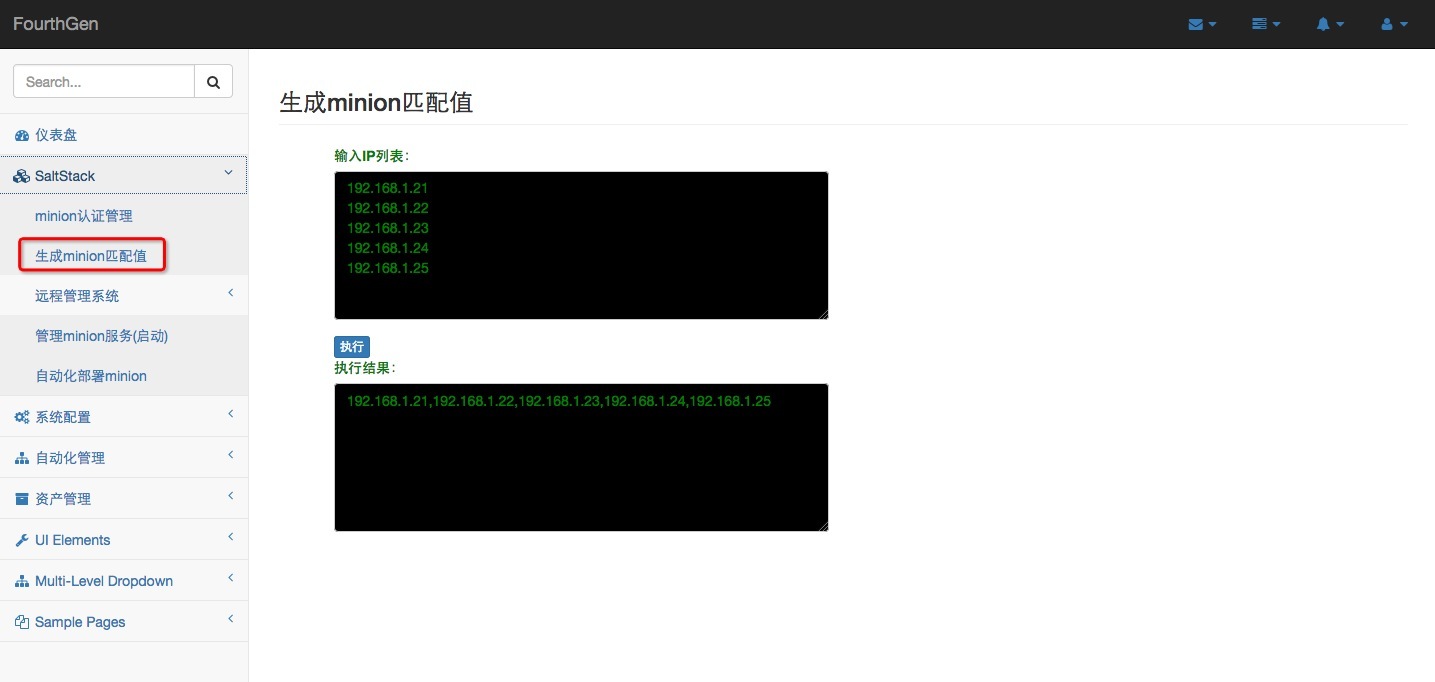 FourthGen
Search...
仪表盘
SaltStack
minion认证管理
生成minion匹配值
远程管理系统
管理minion服务(启动)
自动化部署minion
系统配置
自动化管理
资产管理
UI Elements
Multi-Level Dropdown
Sample Pages
生成minion匹配值
输入IP列表:
192.168.1.21
192.168.1.22
192.168.1.23
192.168.1.24
192.168.1.25
执行
执行结果:
192.168.1.21,192.168.1.22,192.168.1.23,192.168.1.24,192.168.1.25